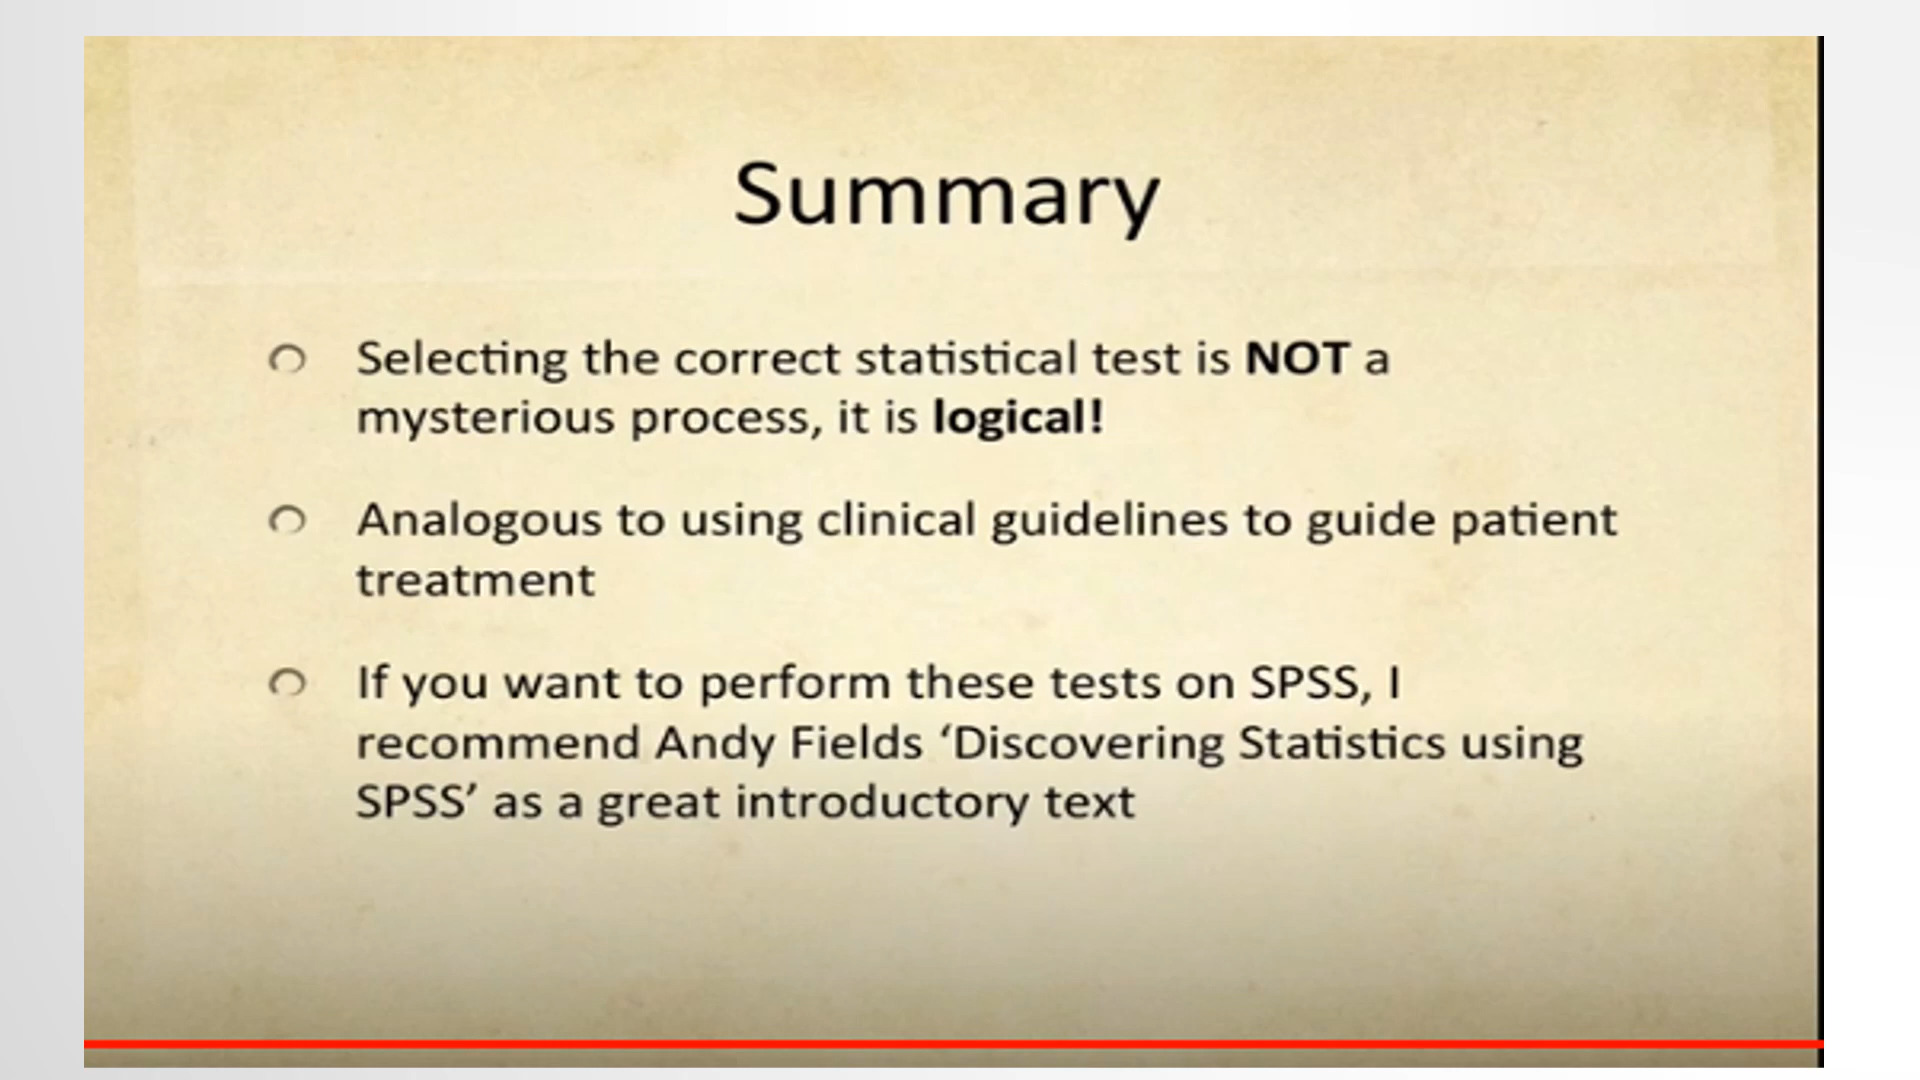 Summary
Selecting the correct statistical test is NOT a
mysterious process, it is logical!
Analogous to using clinical guidelines to guide patient
treatment
If you want to perform these tests on SPSS, I
recommend Andy Fields ‘Discovering Statistics using
SPSS’ as a great introductory text